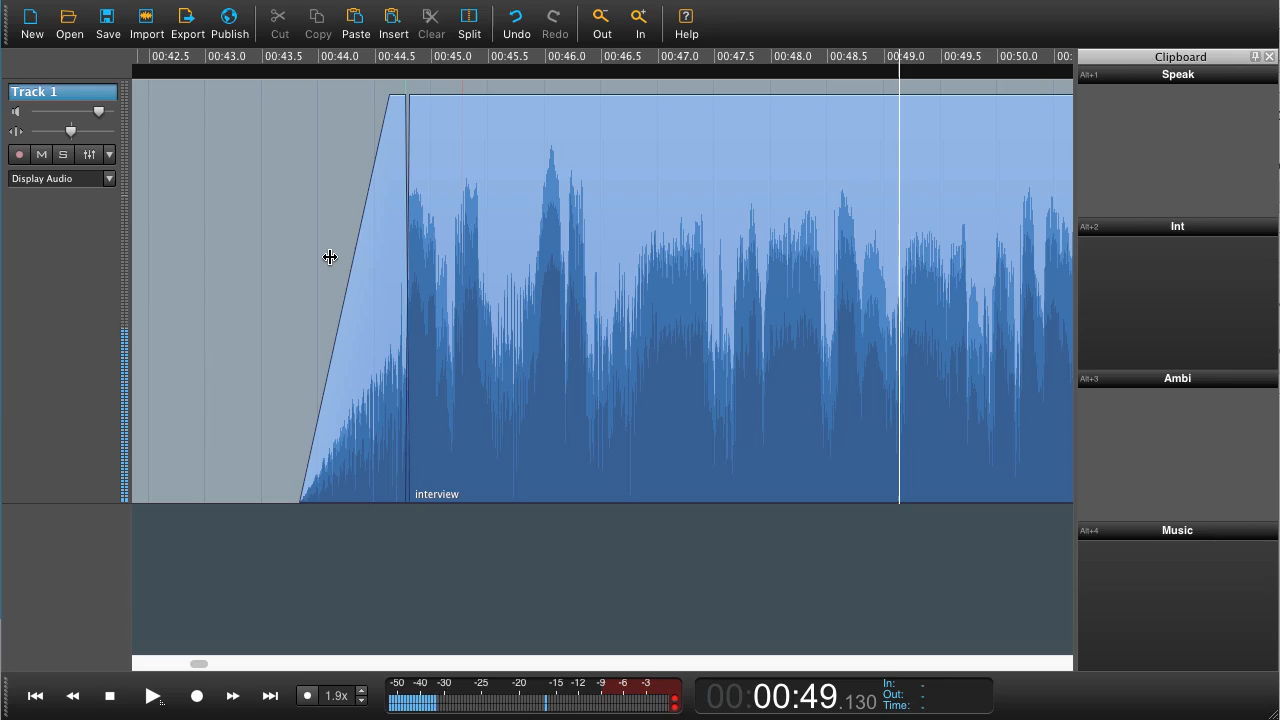 New Open Save Import Export Publish Cut Copy Paste Insert Clear Split Undo Redo Out In Help
00:42.5 00:43.0 00:43.5 00:44.0 00:44.5 00:45.0 00:45.5 00:46.0 00:46.5 00:47.0 00:47.5 00:48.0 00:48.5 00:49.0 00:49.5 00:50.0 00:
Clipboard
Alt+1 Speak
Track 1
M S
Display Audio
Alt+2 Int
Alt+3 Ambi
interview
Alt+4 Music
-50 -40 -30 -25 -20 -15 -12 -9 -6 -3
1.9x
00:00:49.130
In: -
Out: -
Time: -